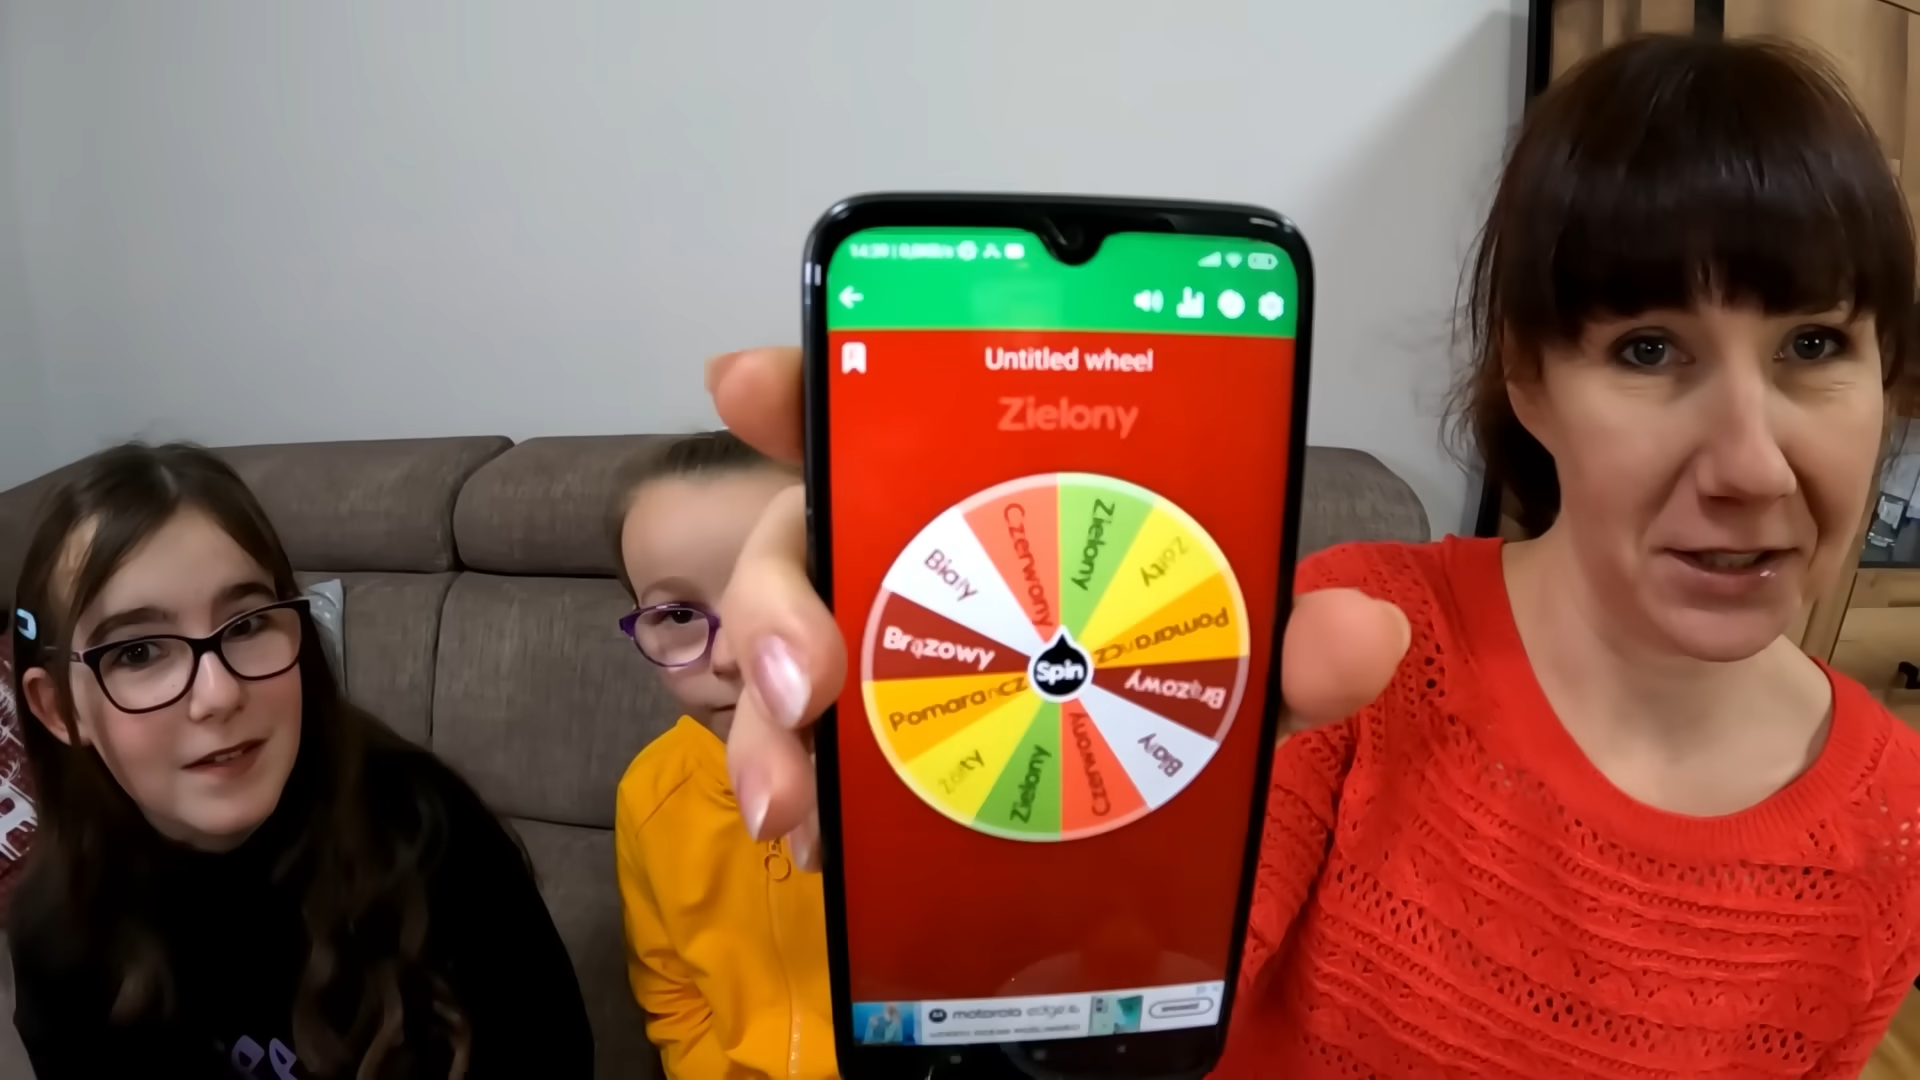 Untitled wheel
Zielony
Czerwony
Zielony
Żółty
Pomarańcz
Brązowy
Biały
Czerwony
Zielony
Żółty
Pomarańcz
Brązowy
Biały
Spin
motorola edge